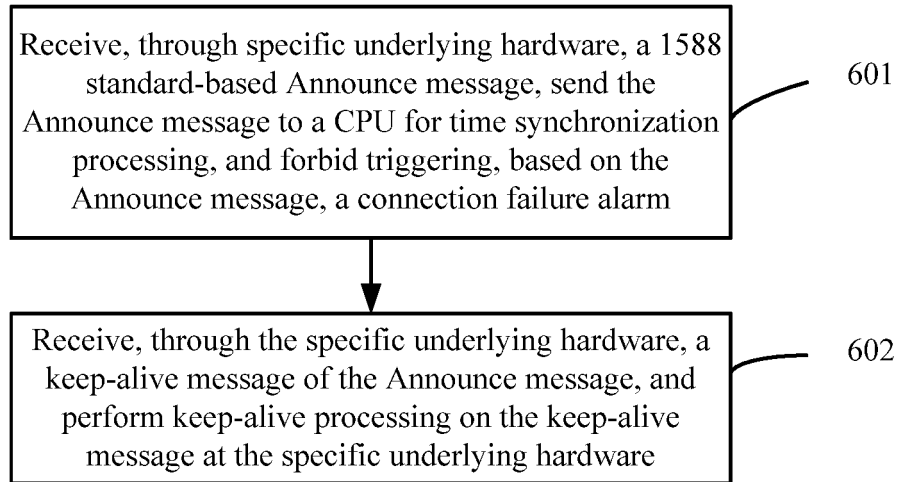 Receive, through specific underlying hardware, a 1588
standard-based Announce message, send the
Announce message to a CPU for time synchronization
processing, and forbid triggering, based on the
Announce message, a connection failure alarm
601
Receive, through the specific underlying hardware, a
keep-alive message of the Announce message, and
perform keep-alive processing on the keep-alive
message at the specific underlying hardware
602